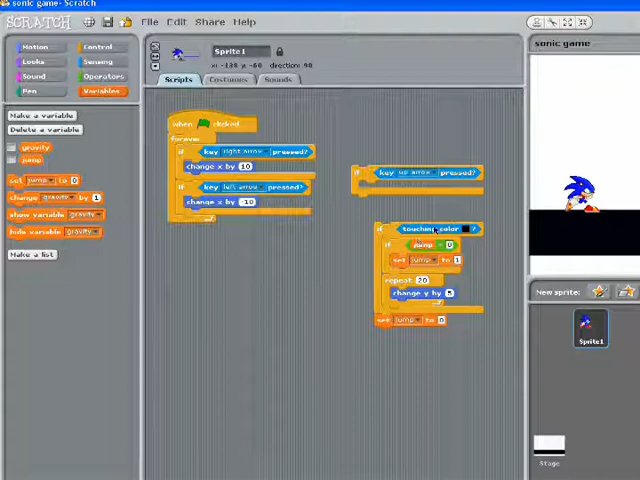 sonic game- Scratch
SCRATCH File Edit Share Help
Motion Control
Looks Sensing
Sound Operators
Pen Variables
Make a variable
Delete a variable
gravity
jump
set jump to 0
change gravity by 1
show variable gravity
hide variable gravity
Make a list
Sprite1
x: -138 y: -60 direction: 90
Scripts Costumes Sounds
when clicked
forever
if key right arrow pressed?
change x by 10
if key left arrow pressed?
change x by -10
if key up arrow pressed?
if touching color ?
if jump = 0
set jump to 1
repeat 20
change y by 5
set jump to 0
sonic game
New sprite:
Sprite1
Stage